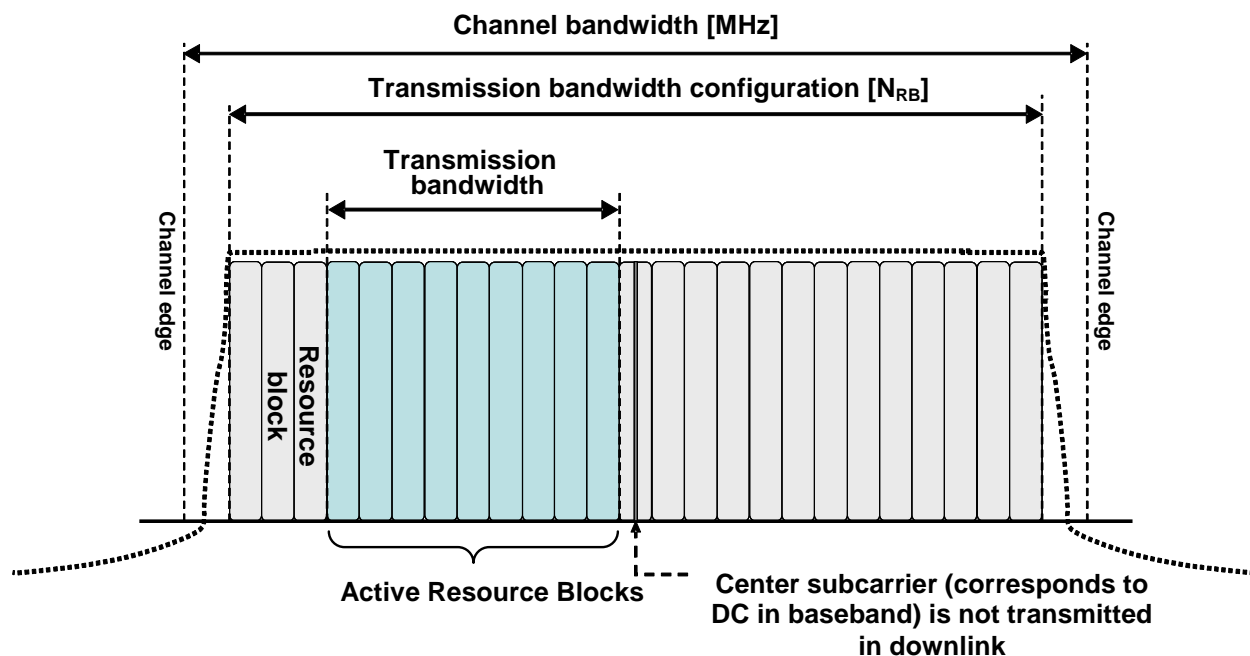 Channel bandwidth [MHz]
Transmission bandwidth configuration [NRB]
Transmission
bandwidth
Channel edge
Channel edge
Resource
block
Active Resource Blocks
Center subcarrier (corresponds to
DC in baseband) is not transmitted
in downlink